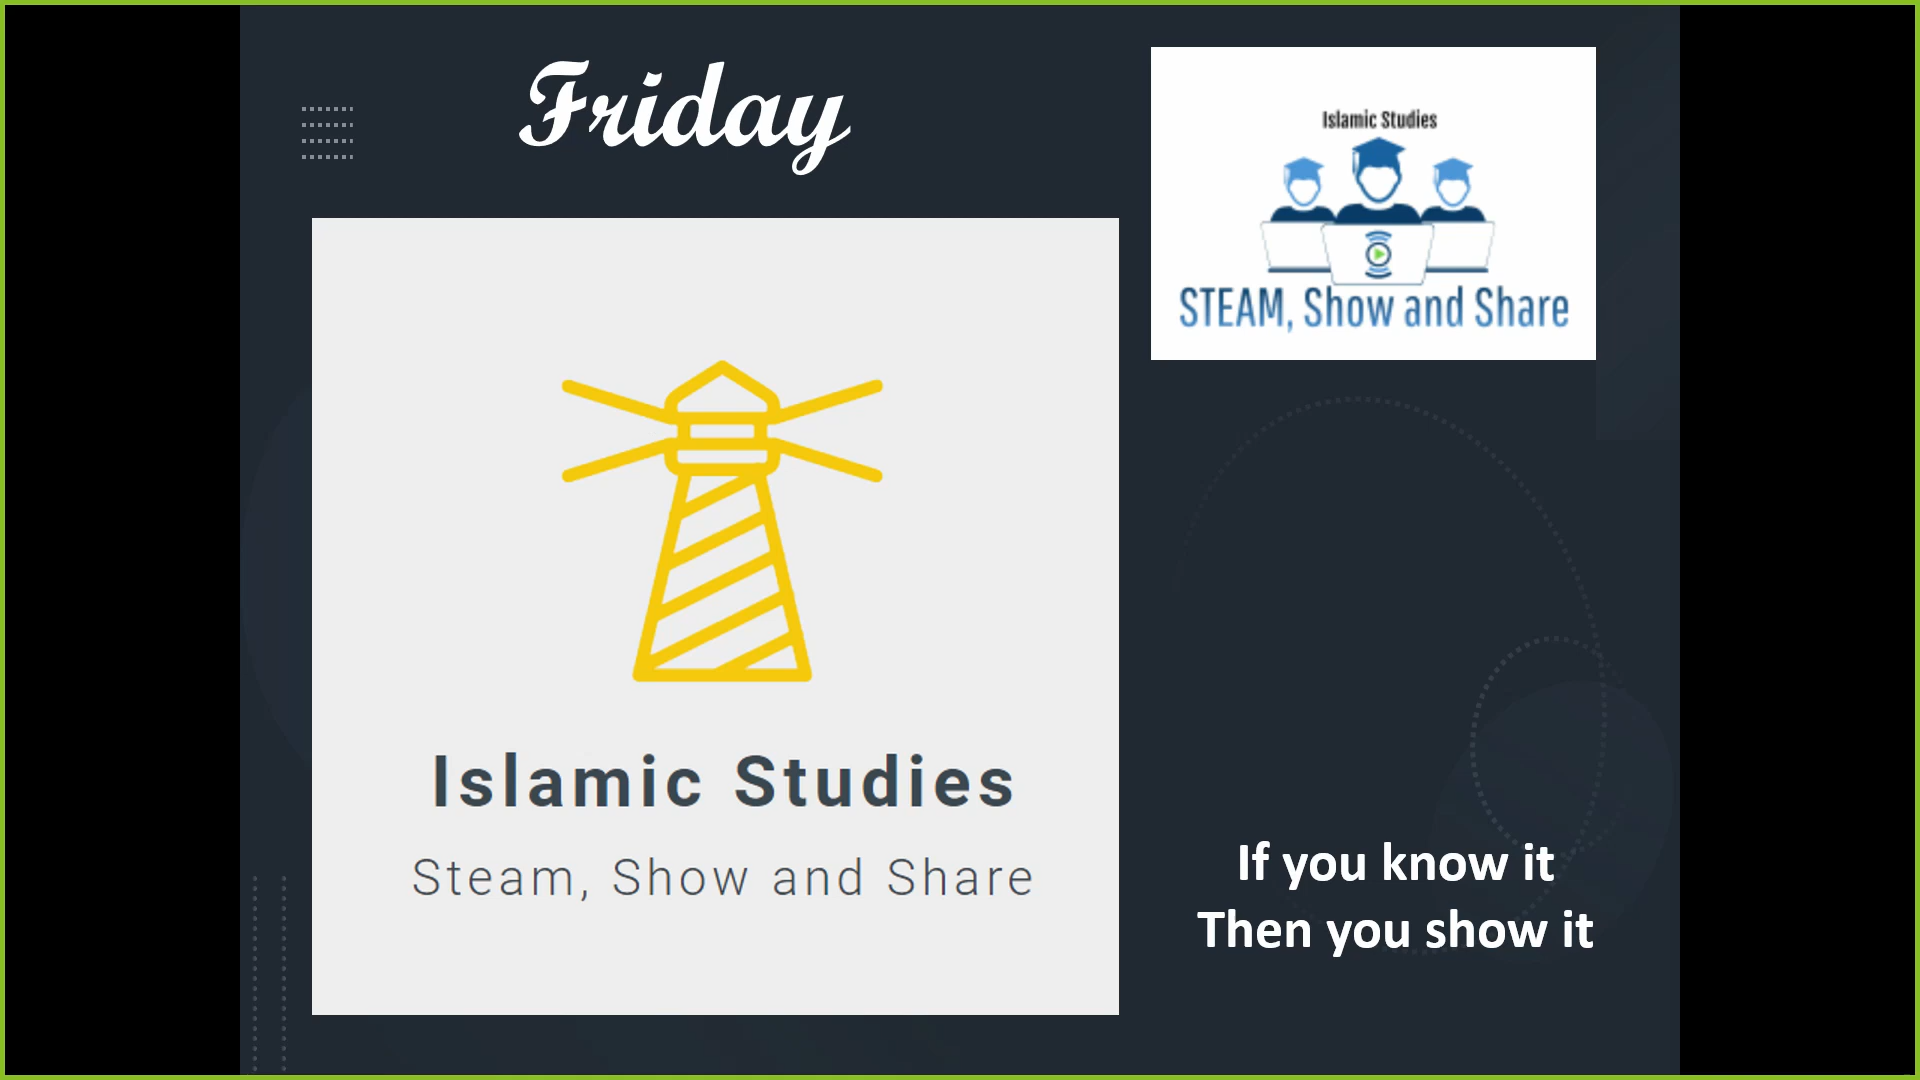 Friday
Islamic Studies
STEAM, Show and Share
Islamic Studies
Steam, Show and Share
If you know it
Then you show it